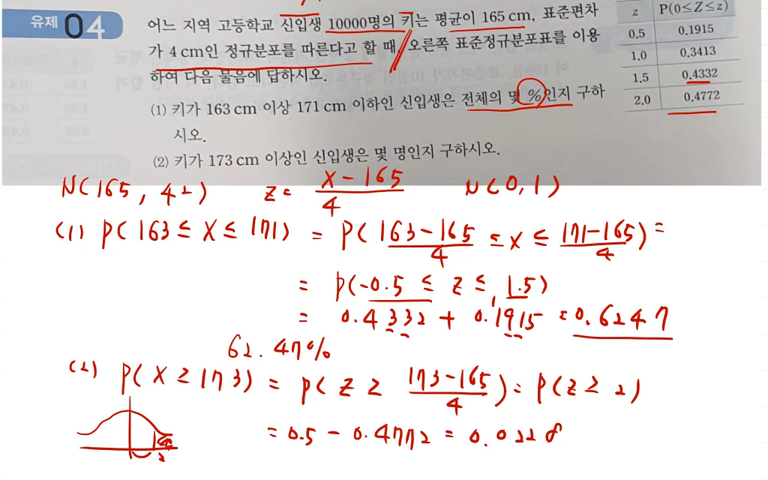 유제 04
어느 지역 고등학교 신입생 10000명의 키는 평균이 165 cm, 표준편차
가 4 cm인 정규분포를 따른다고 할 때, 오른쪽 표준정규분포표를 이용
하여 다음 물음에 답하시오.
z P(0≤Z≤z)
0.5 0.1915
1.0 0.3413
1.5 0.4332
2.0 0.4772
(1) 키가 163 cm 이상 171 cm 이하인 신입생은 전체의 몇 %인지 구하
시오.
(2) 키가 173 cm 이상인 신입생은 몇 명인지 구하시오.
N(165, 4²) z = (x-165)/4 N(0,1)
(1) P(163 ≤ X ≤ 171) = P((163-165)/4 ≤ X ≤ (171-165)/4) =
= P(-0.5 ≤ z ≤ 1.5)
= 0.4332 + 0.1915 = 0.6247
62.47%
(2) P(X ≥ 173) = P(z ≥ (173-165)/4) = P(z ≥ 2)
= 0.5 - 0.4772 = 0.0228
2